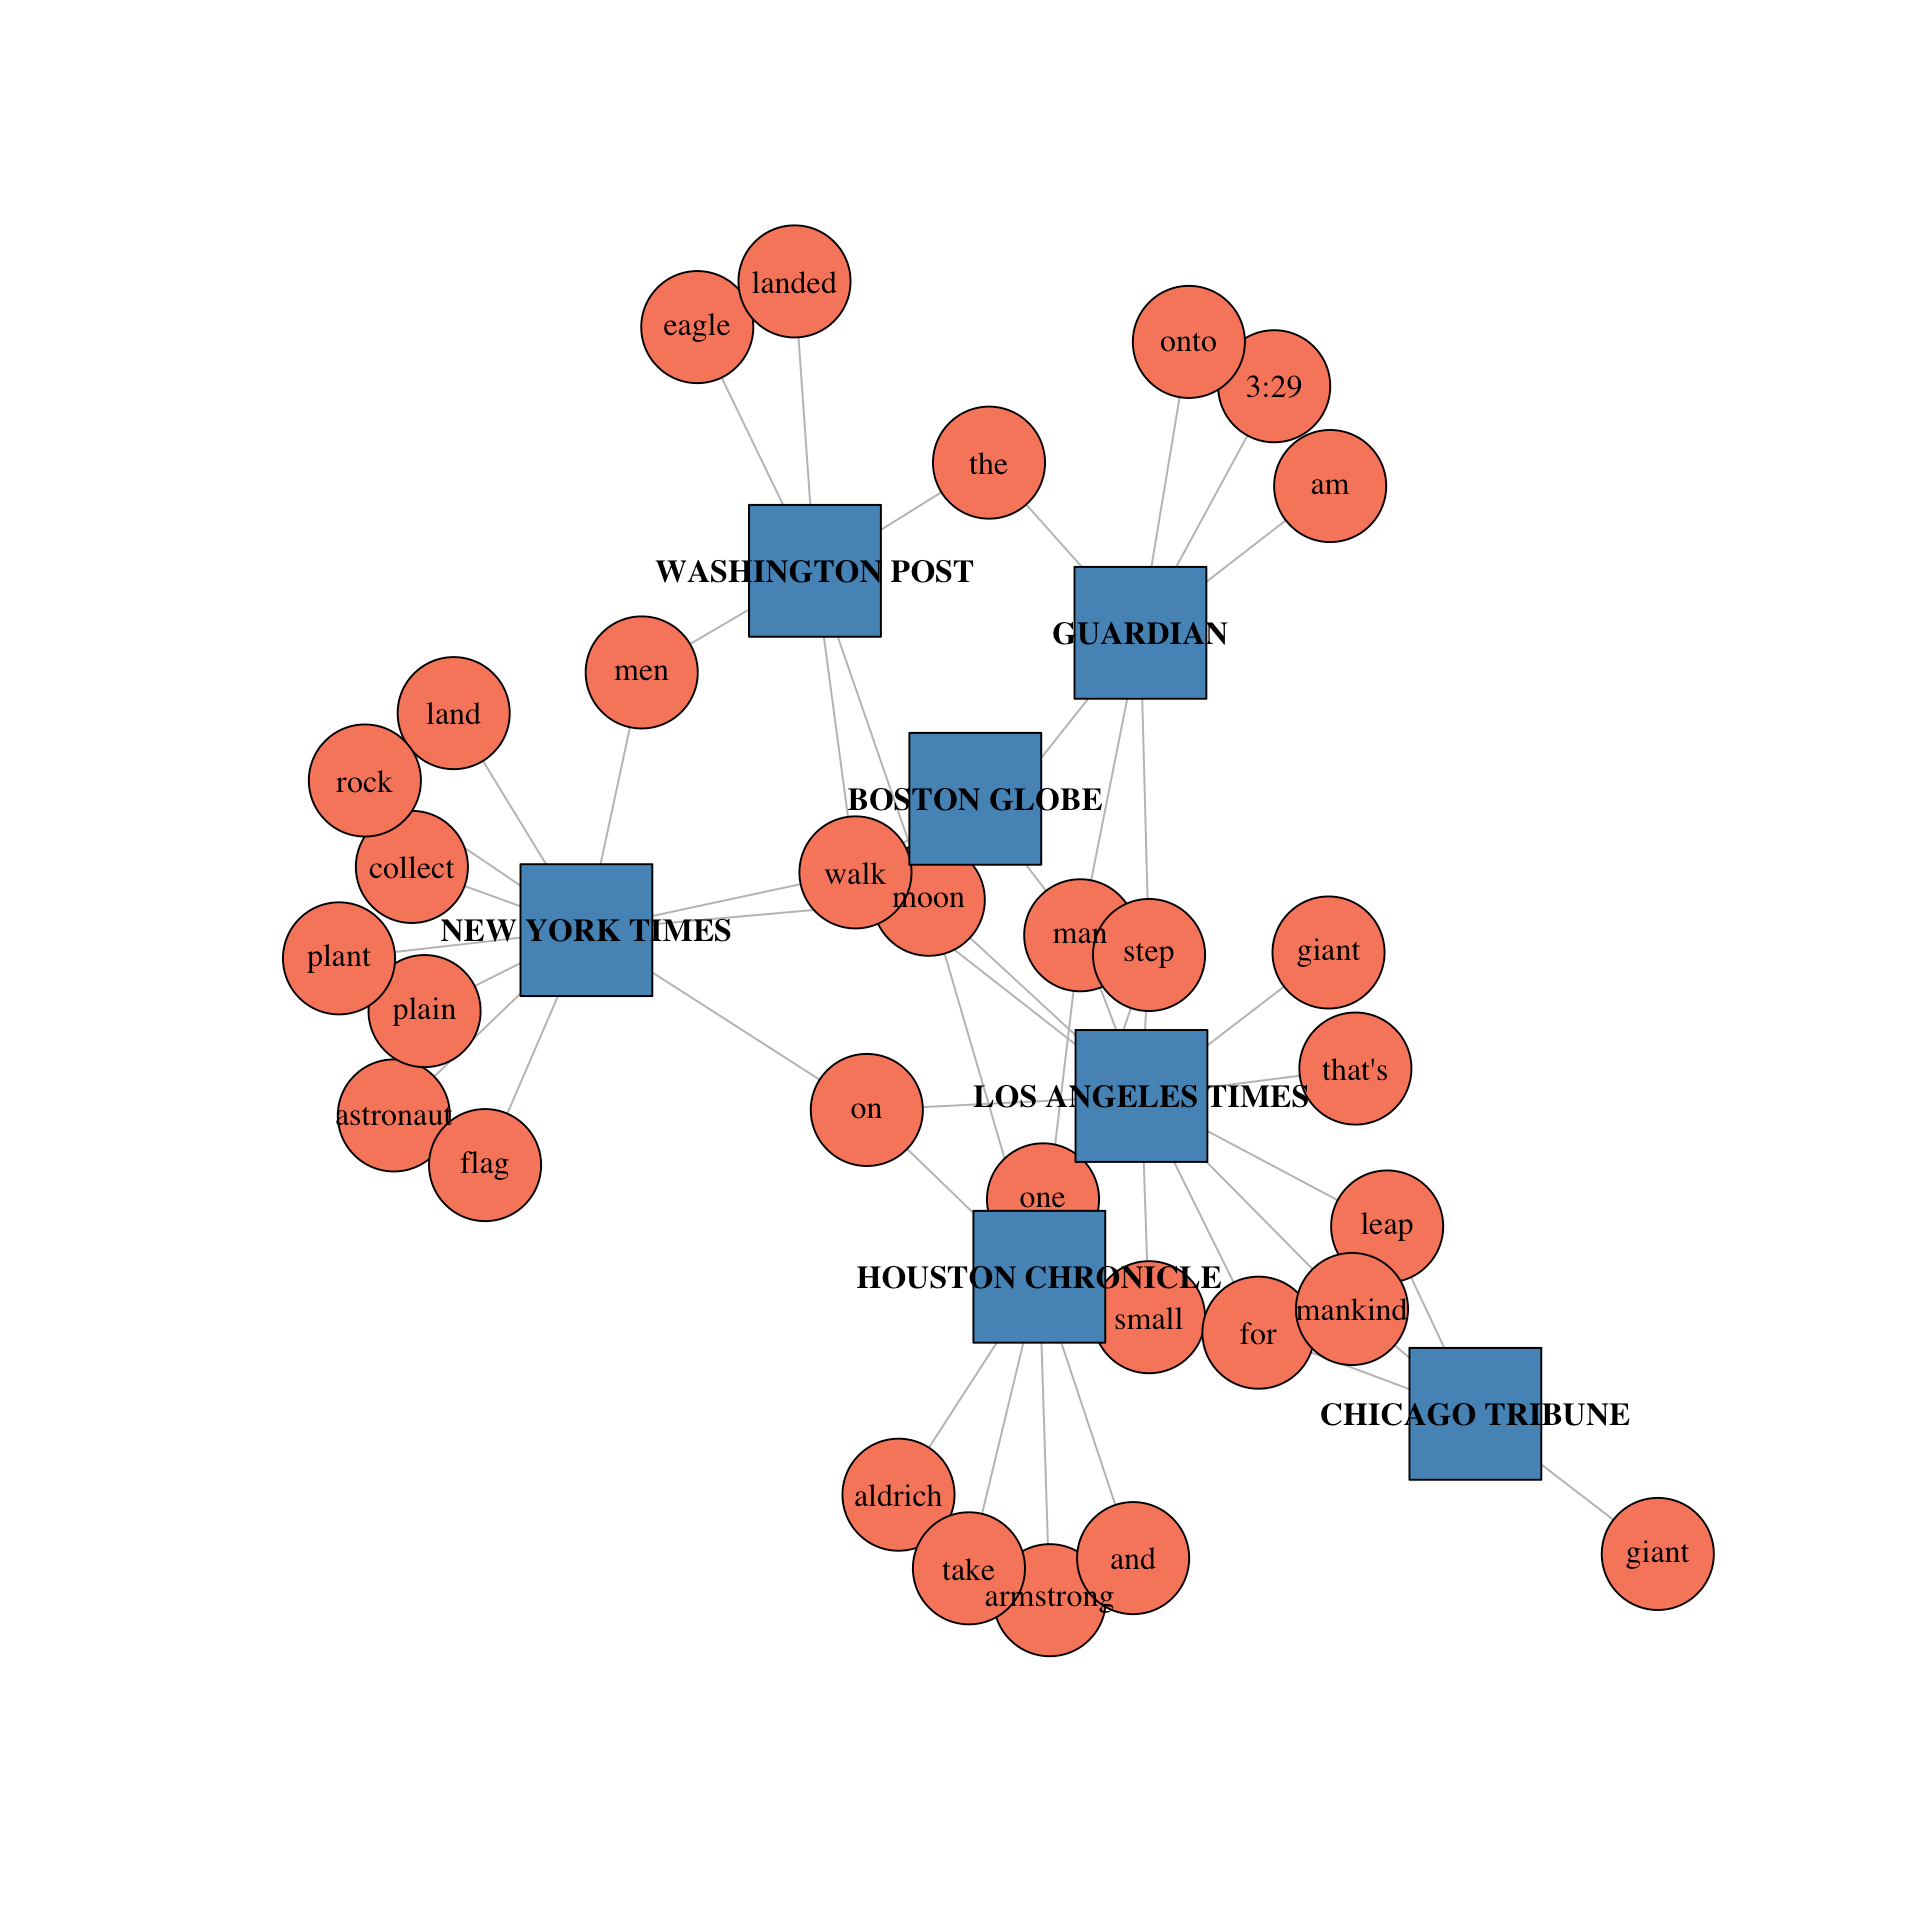 landed
eagle
onto
3:29
the
am
WASHINGTON POST
GUARDIAN
men
land
rock
BOSTON GLOBE
collect
walk
moon
NEW YORK TIMES
man
step
giant
plant
plain
that's
LOS ANGELES TIMES
on
astronaut
flag
one
leap
HOUSTON CHRONICLE
mankind
small
for
CHICAGO TRIBUNE
aldrich
giant
and
take
armstrong